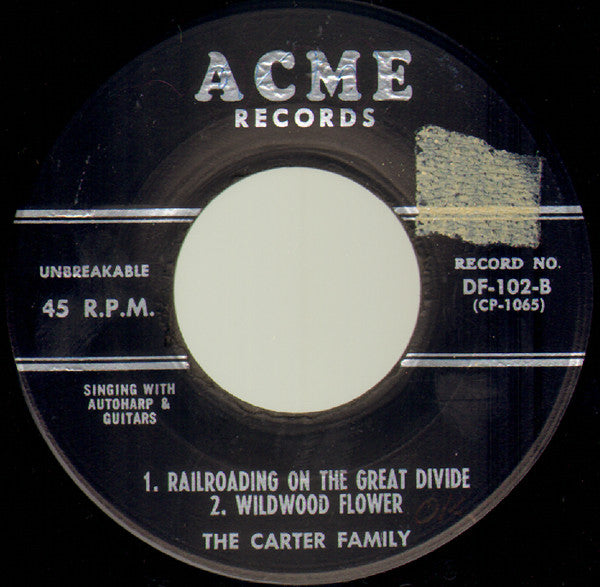 ACME
RECORDS
UNBREAKABLE
45 R.P.M.
RECORD NO.
DF-102-B
(CP-1065)
SINGING WITH
AUTOHARP &
GUITARS
1. RAILROADING ON THE GREAT DIVIDE
2. WILDWOOD FLOWER
THE CARTER FAMILY